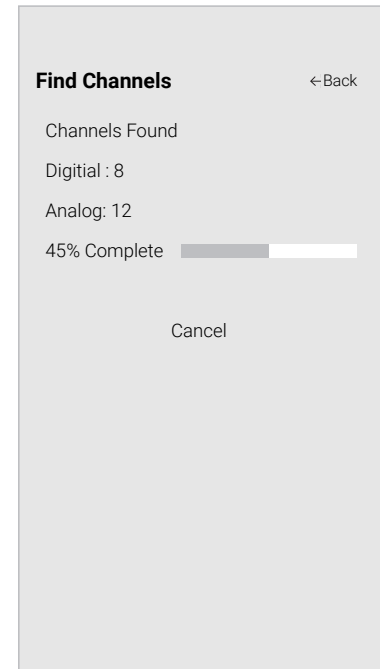 Find Channels ←Back
Channels Found
Digitial : 8
Analog: 12
45% Complete
Cancel